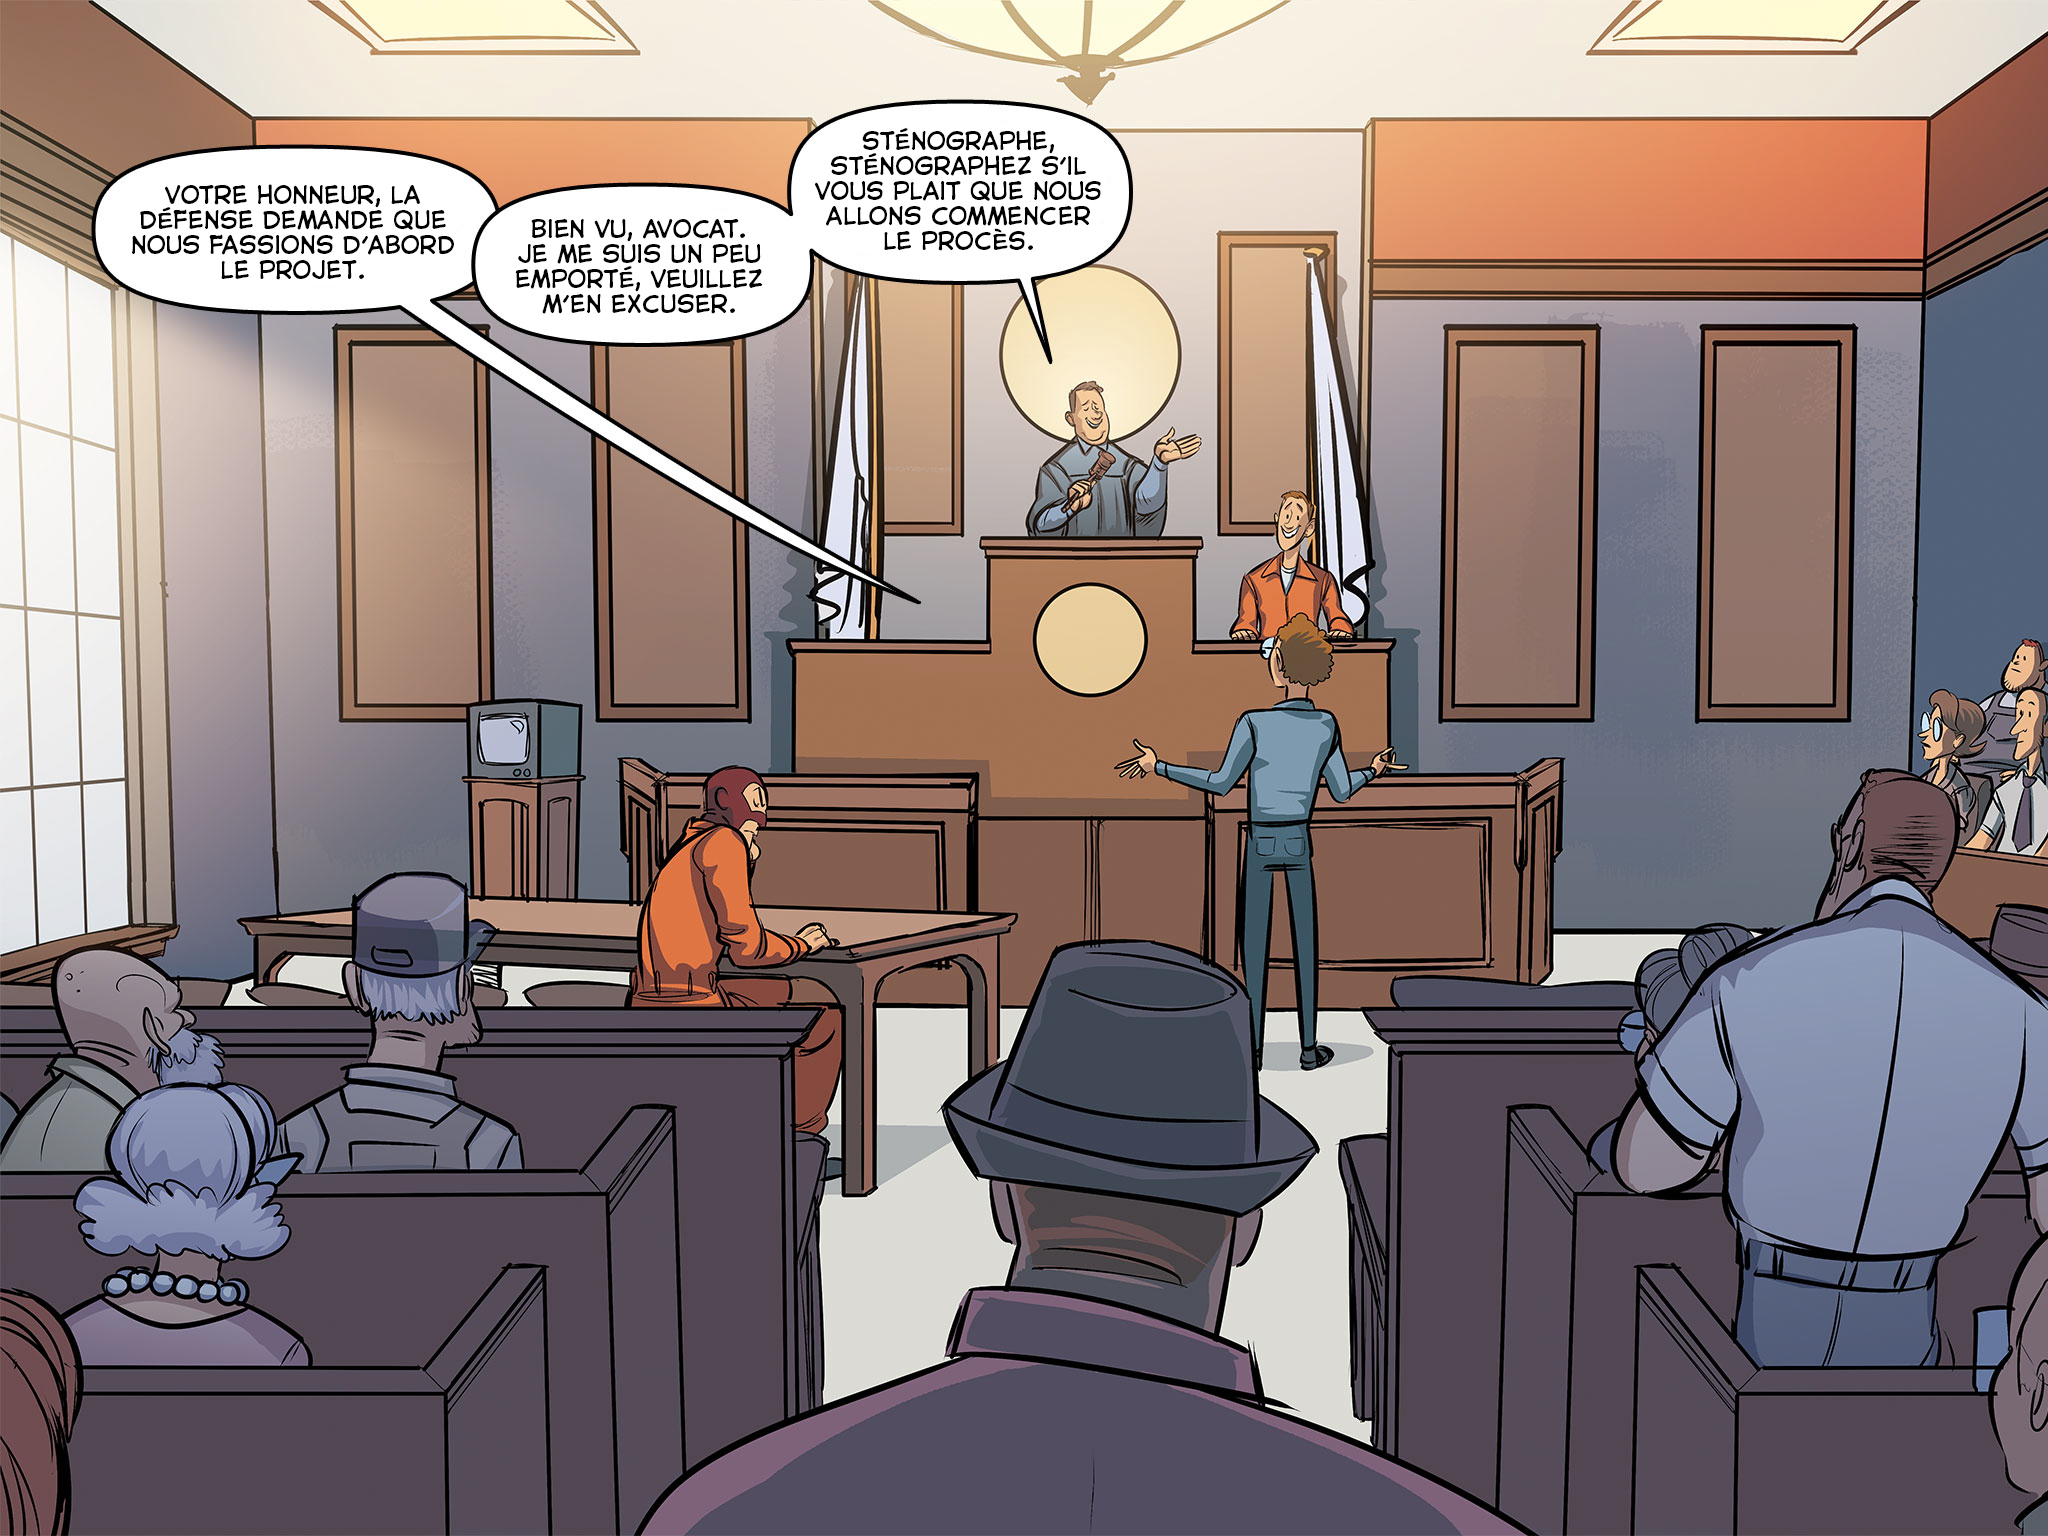 VOTRE HONNEUR, LA
DÉFENSE DEMANDE QUE
NOUS FASSIONS D'ABORD
LE PROJET.
BIEN VU, AVOCAT.
JE ME SUIS UN PEU
EMPORTÉ, VEUILLEZ
M'EN EXCUSER.
STÉNOGRAPHE,
STÉNOGRAPHEZ S'IL
VOUS PLAIT QUE NOUS
ALLONS COMMENCER
LE PROCÈS.